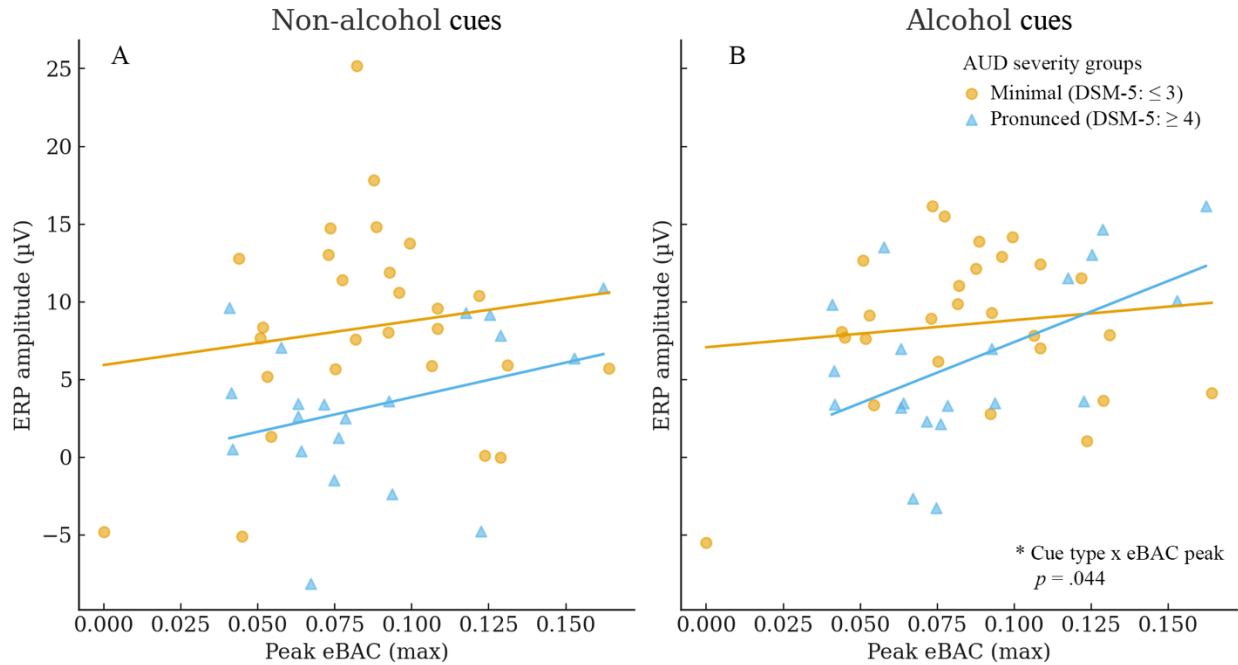 Non-alcohol cues
A
25
20
15
10
5
0
−5
ERP amplitude (µV)
0.000 0.025 0.050 0.075 0.100 0.125 0.150
Peak eBAC (max)
Alcohol cues
B
AUD severity groups
Minimal (DSM-5: ≤ 3)
Pronounced (DSM-5: ≥ 4)
ERP amplitude (µV)
* Cue type x eBAC peak
p = .044
0.000 0.025 0.050 0.075 0.100 0.125 0.150
Peak eBAC (max)